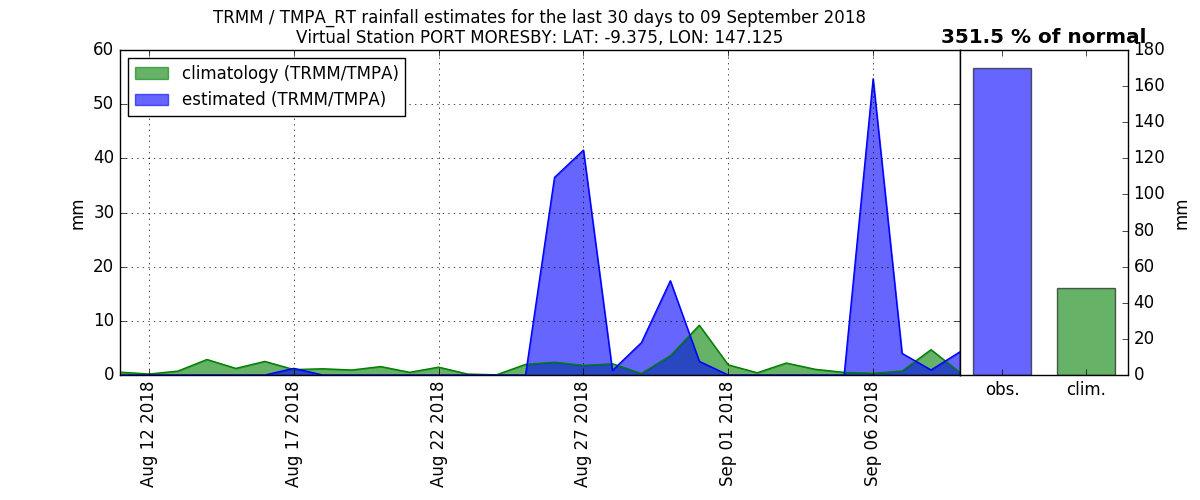 TRMM / TMPA_RT rainfall estimates for the last 30 days to 09 September 2018
Virtual Station PORT MORESBY: LAT: -9.375, LON: 147.125
351.5 % of normal
climatology (TRMM/TMPA)
estimated (TRMM/TMPA)
60
50
40
30
20
10
0
mm
Aug 12 2018
Aug 17 2018
Aug 22 2018
Aug 27 2018
Sep 01 2018
Sep 06 2018
180
160
140
120
100
80
60
40
20
0
mm
obs.
clim.